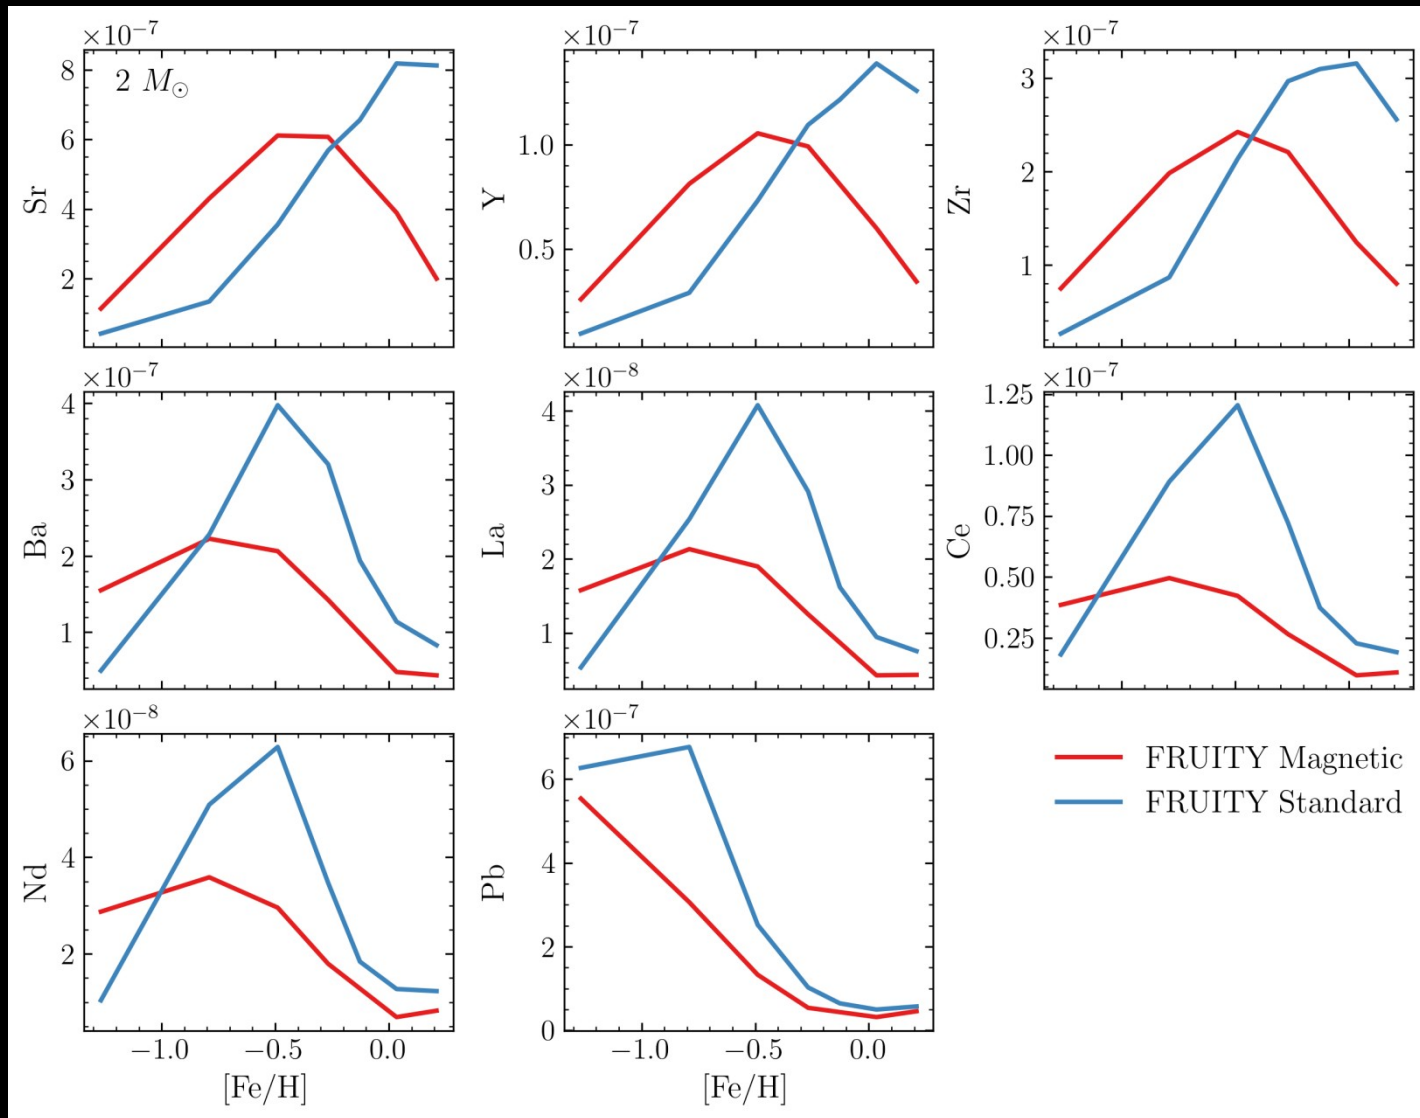 ×10⁻⁷ ×10⁻⁷ ×10⁻⁷
2 M⊙
Sr
8
6
4
2
Y
1.0
0.5
Zr
3
2
1
×10⁻⁷ ×10⁻⁸ ×10⁻⁷
Ba
4
3
2
1
La
4
3
2
1
Ce
1.25
1.00
0.75
0.50
0.25
×10⁻⁸ ×10⁻⁷
Nd
6
4
2
Pb
6
4
2
0
FRUITY Magnetic
FRUITY Standard
−1.0 −0.5 0.0 −1.0 −0.5 0.0
[Fe/H] [Fe/H]